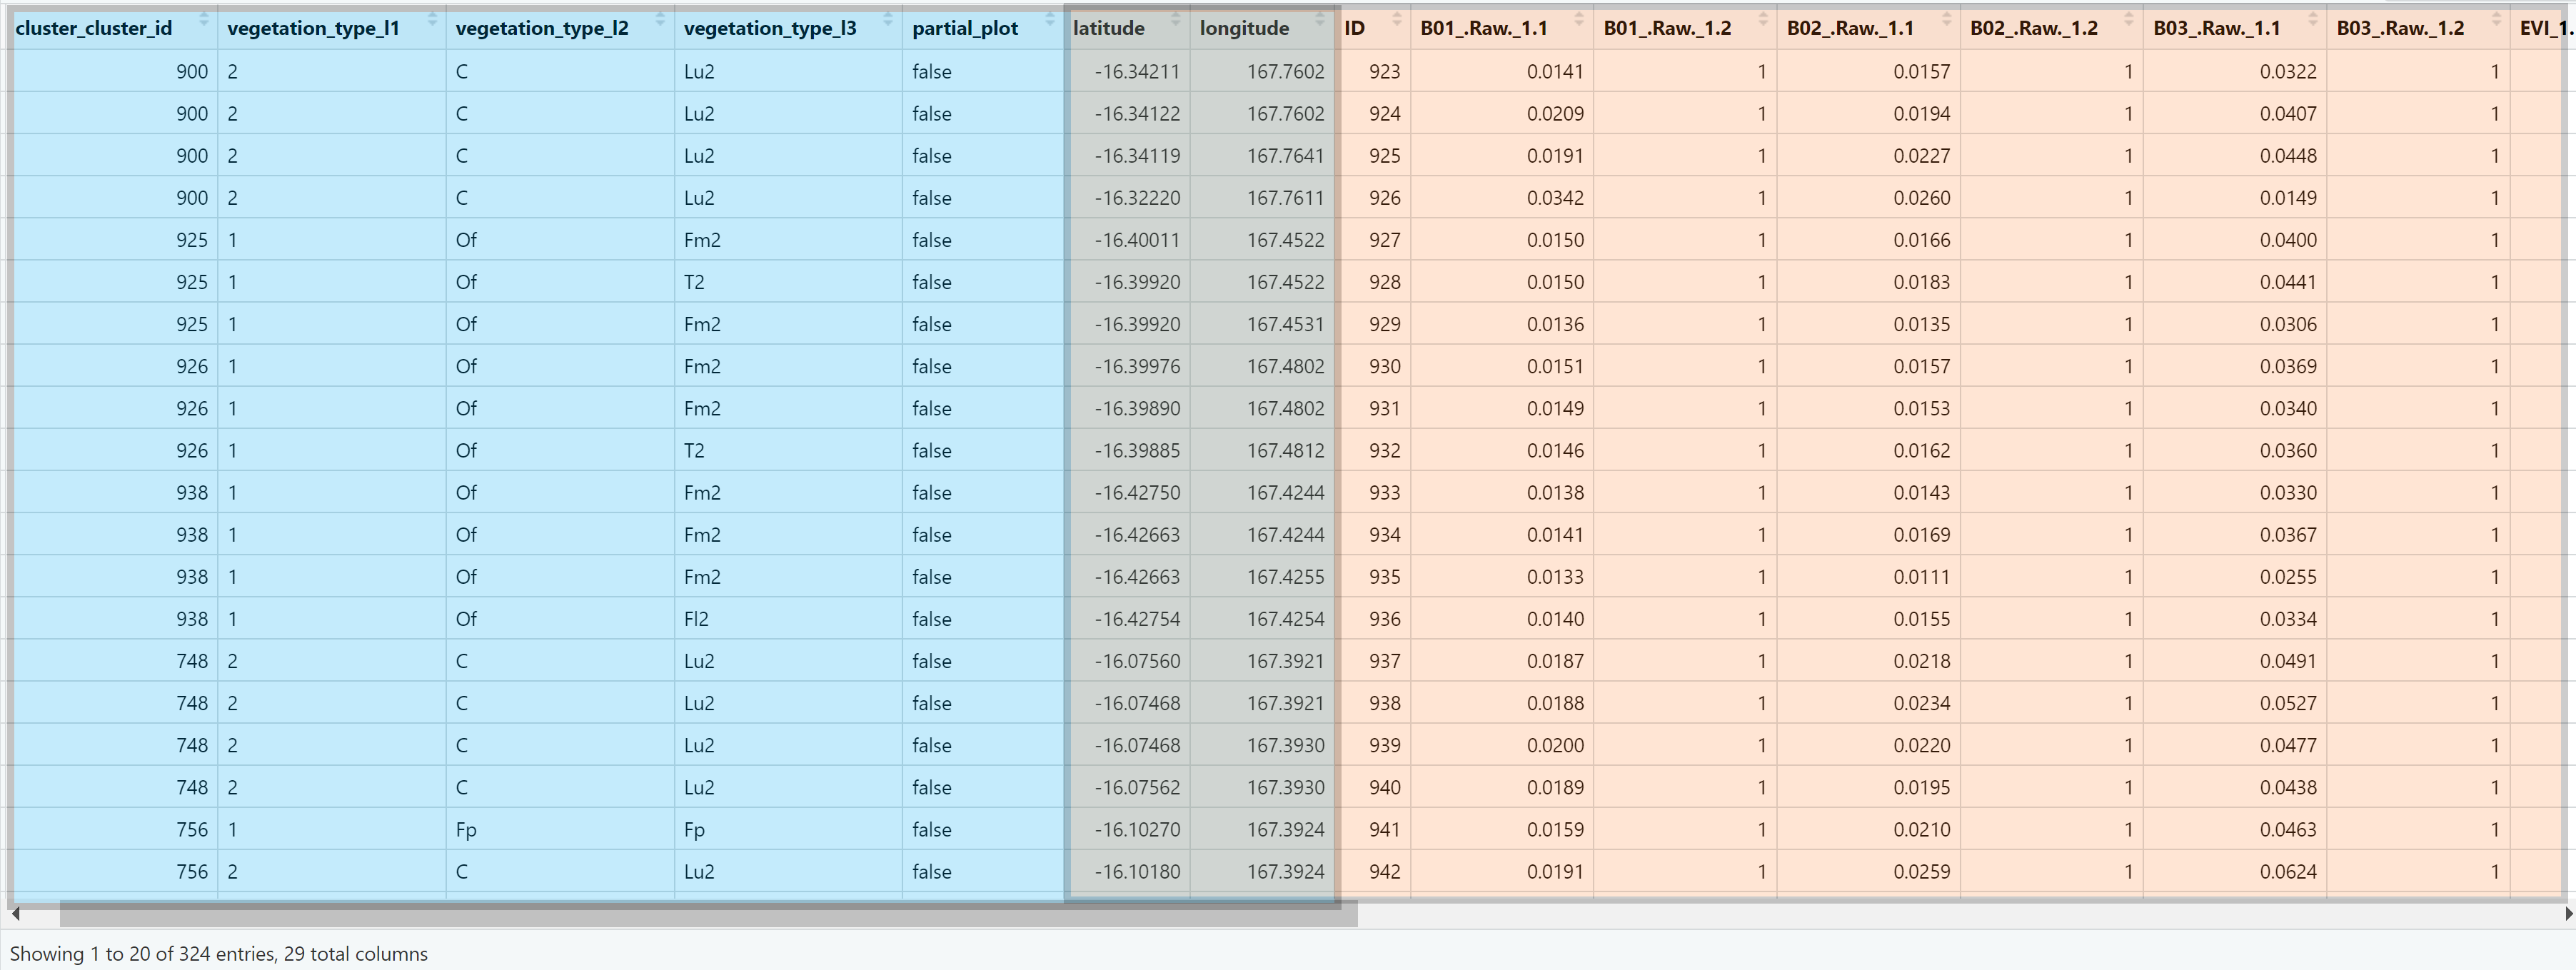 cluster_cluster_id vegetation_type_l1 vegetation_type_l2 vegetation_type_l3 partial_plot latitude longitude ID B01_.Raw._1.1 B01_.Raw._1.2 B02_.Raw._1.1 B02_.Raw._1.2 B03_.Raw._1.1 B03_.Raw._1.2 EVI_1.
900 2 C Lu2 false -16.34211 167.7602 923 0.0141 1 0.0157 1 0.0322 1
900 2 C Lu2 false -16.34122 167.7602 924 0.0209 1 0.0194 1 0.0407 1
900 2 C Lu2 false -16.34119 167.7641 925 0.0191 1 0.0227 1 0.0448 1
900 2 C Lu2 false -16.32220 167.7611 926 0.0342 1 0.0260 1 0.0149 1
925 1 Of Fm2 false -16.40011 167.4522 927 0.0150 1 0.0166 1 0.0400 1
925 1 Of T2 false -16.39920 167.4522 928 0.0150 1 0.0183 1 0.0441 1
925 1 Of Fm2 false -16.39920 167.4531 929 0.0136 1 0.0135 1 0.0306 1
926 1 Of Fm2 false -16.39976 167.4802 930 0.0151 1 0.0157 1 0.0369 1
926 1 Of Fm2 false -16.39890 167.4802 931 0.0149 1 0.0153 1 0.0340 1
926 1 Of T2 false -16.39885 167.4812 932 0.0146 1 0.0162 1 0.0360 1
938 1 Of Fm2 false -16.42750 167.4244 933 0.0138 1 0.0143 1 0.0330 1
938 1 Of Fm2 false -16.42663 167.4244 934 0.0141 1 0.0169 1 0.0367 1
938 1 Of Fm2 false -16.42663 167.4255 935 0.0133 1 0.0111 1 0.0255 1
938 1 Of Fl2 false -16.42754 167.4254 936 0.0140 1 0.0155 1 0.0334 1
748 2 C Lu2 false -16.07560 167.3921 937 0.0187 1 0.0218 1 0.0491 1
748 2 C Lu2 false -16.07468 167.3921 938 0.0188 1 0.0234 1 0.0527 1
748 2 C Lu2 false -16.07468 167.3930 939 0.0200 1 0.0220 1 0.0477 1
748 2 C Lu2 false -16.07562 167.3930 940 0.0189 1 0.0195 1 0.0438 1
756 1 Fp Fp false -16.10270 167.3924 941 0.0159 1 0.0210 1 0.0463 1
756 2 C Lu2 false -16.10180 167.3924 942 0.0191 1 0.0259 1 0.0624 1
Showing 1 to 20 of 324 entries, 29 total columns